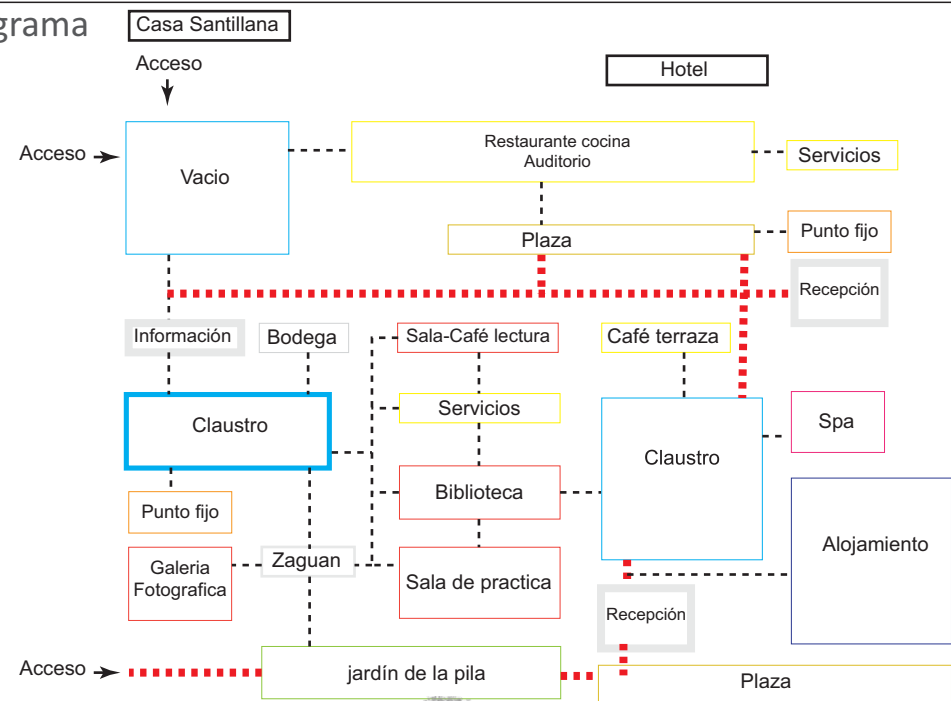 grama
Casa Santillana
Acceso
Hotel
Acceso
Vacio
Restaurante cocina
Auditorio
Servicios
Plaza
Punto fijo
Recepción
Información
Bodega
Sala-Café lectura
Café terraza
Claustro
Servicios
Spa
Claustro
Biblioteca
Punto fijo
Alojamiento
Galeria
Fotografica
Zaguan
Sala de practica
Recepción
Acceso
jardín de la pila
Plaza